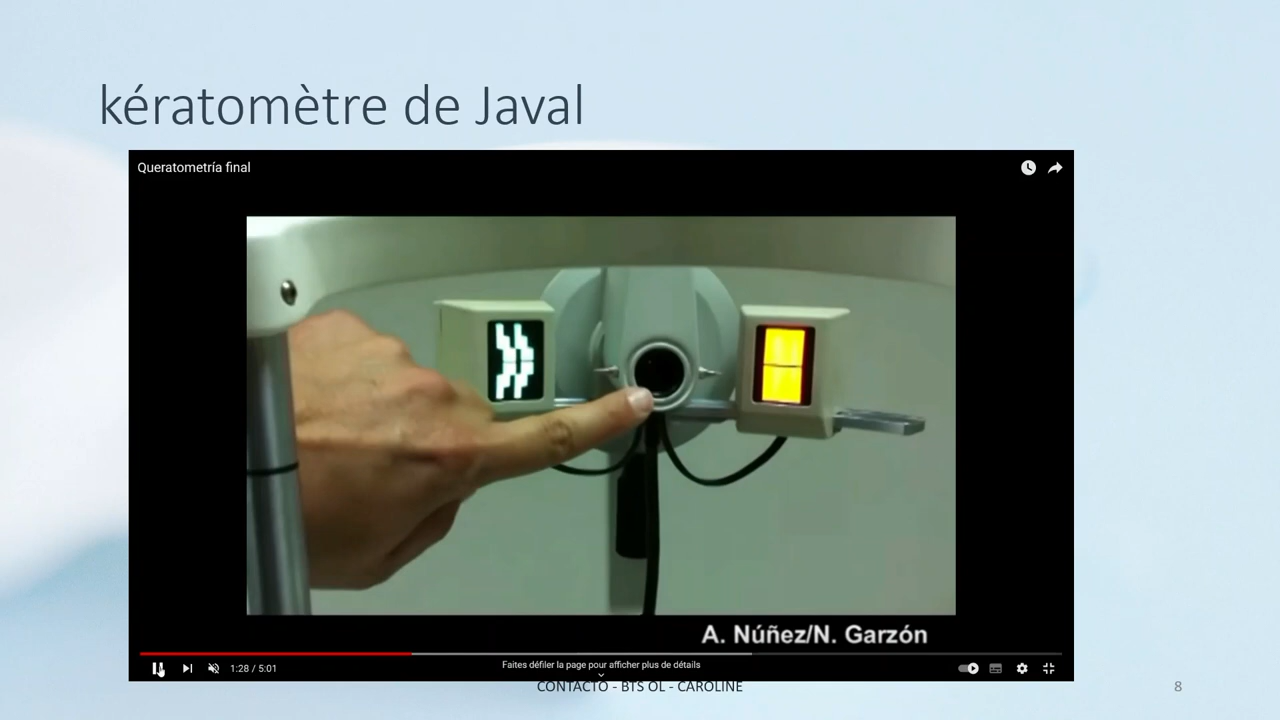 kératomètre de Javal
Queratometría final
A. Núñez/N. Garzón
1:28 / 5:01
Faites défiler la page pour afficher plus de détails
CONTACTO - BTS OL - CAROLINE
8